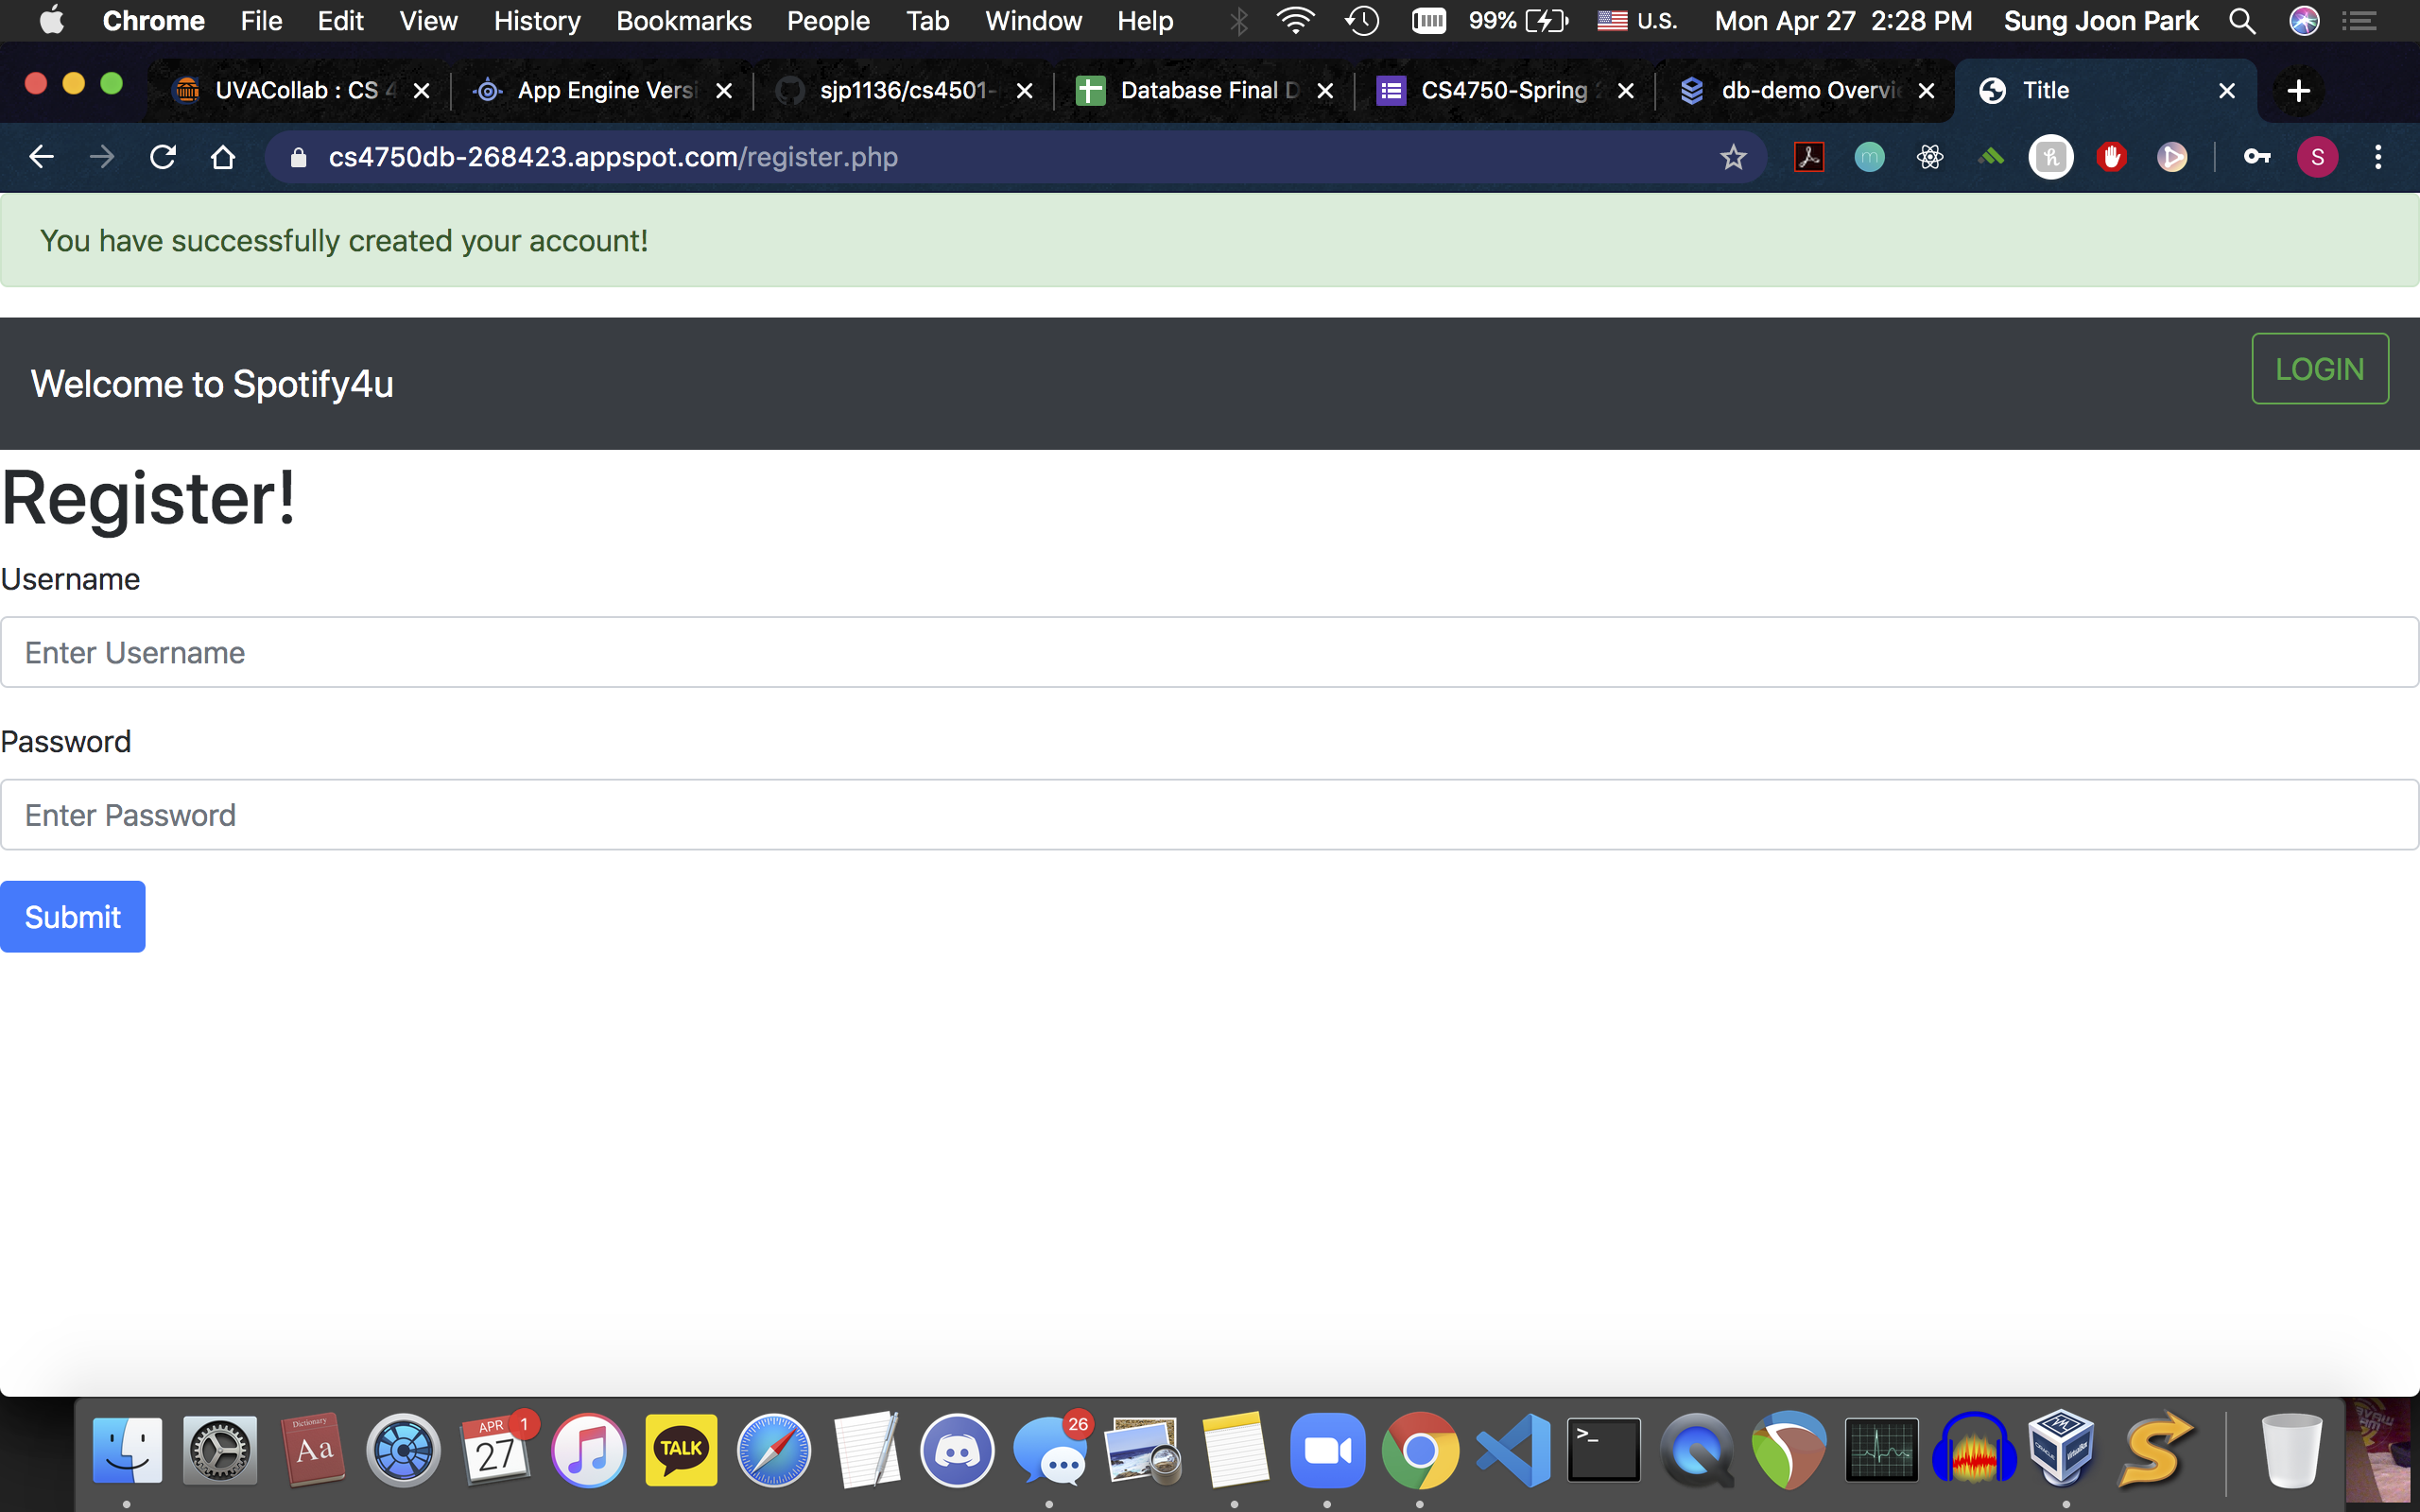 Chrome File Edit View History Bookmarks People Tab Window Help 99% U.S. Mon Apr 27 2:28 PM Sung Joon Park
UVACollab : CS 4 App Engine Versi sjp1136/cs4501- Database Final D CS4750-Spring db-demo Overvi Title
cs4750db-268423.appspot.com/register.php S
You have successfully created your account!
Welcome to Spotify4u LOGIN
Register!
Username
Enter Username
Password
Enter Password
Submit
Dictionary Aa APR 27 1 TALK 26 >_